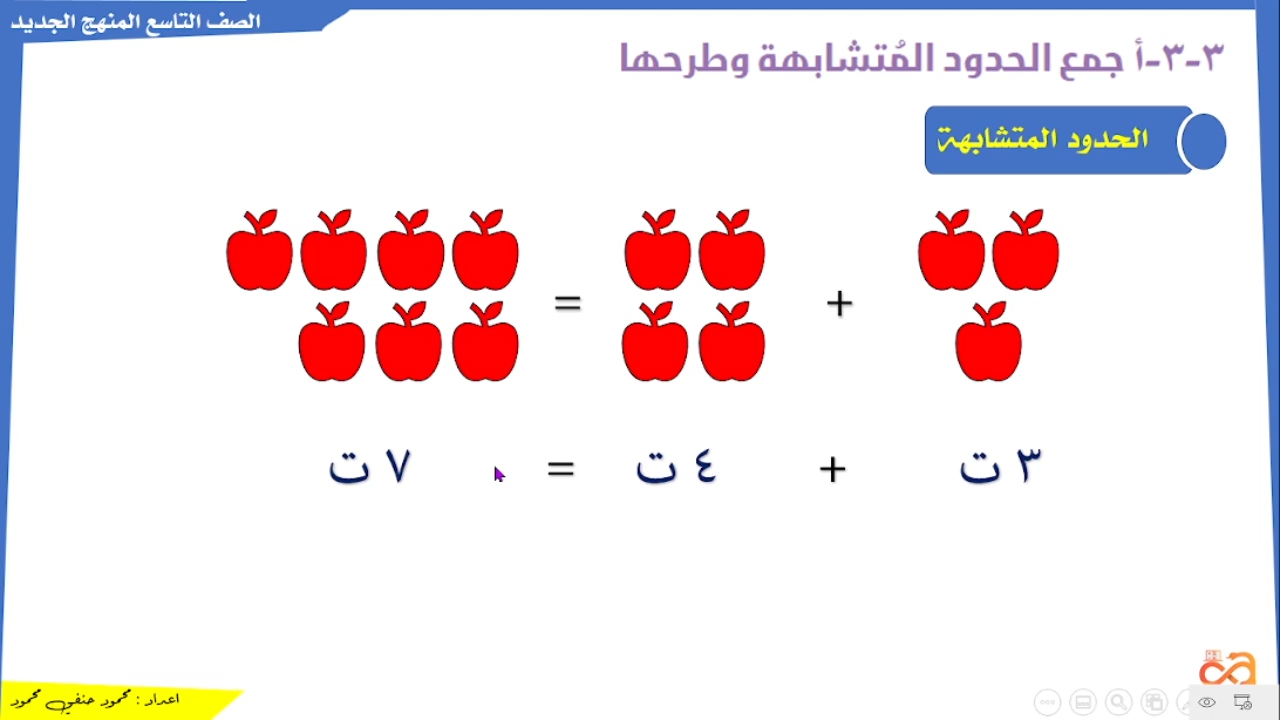 الصف التاسع المنهج الجديد
٣-٣-أ جمع الحدود المُتشابهة وطرحها
الحدود المتشابهة
+ =
٣ ت + ٤ ت = ٧ ت
اعداد : محمود حنفي محمود